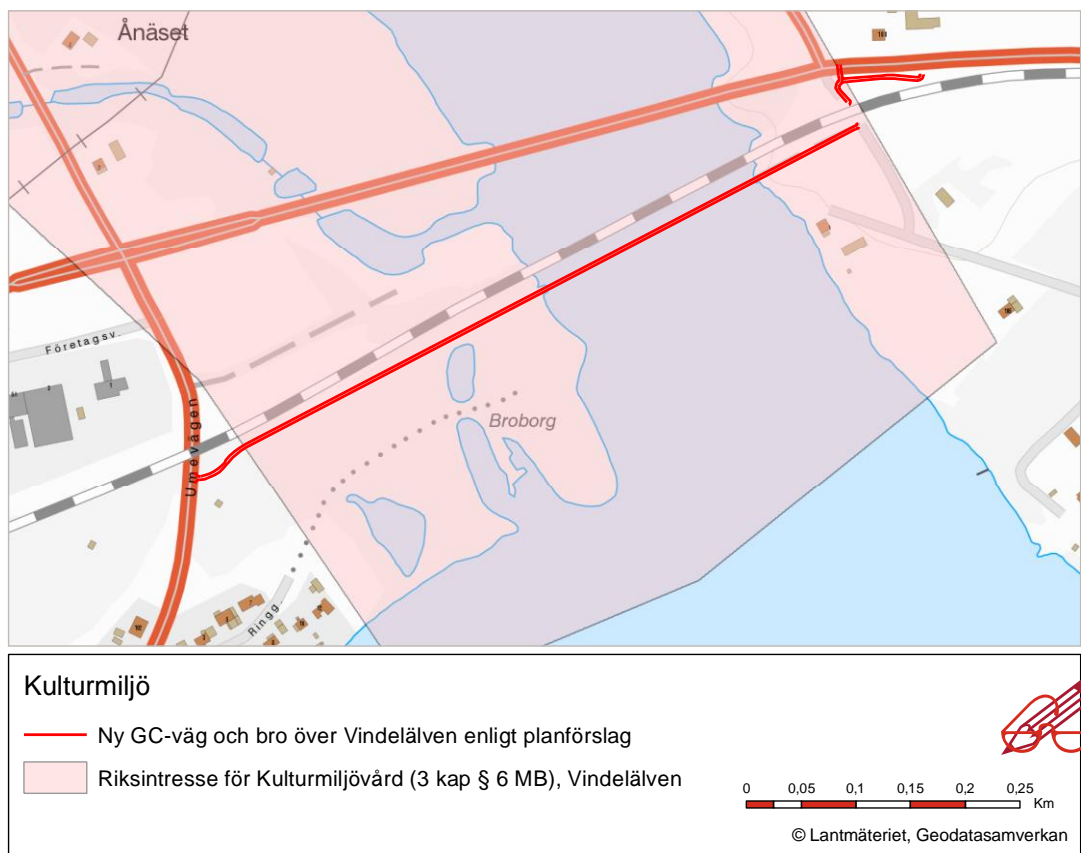 Ånäset
Företagsv.
Umevägen
Broborg
Ringg.
Kulturmiljö
Ny GC-väg och bro över Vindelälven enligt planförslag
Riksintresse för Kulturmiljövård (3 kap § 6 MB), Vindelälven
0 0,05 0,1 0,15 0,2 0,25
Km
© Lantmäteriet, Geodatasamverkan